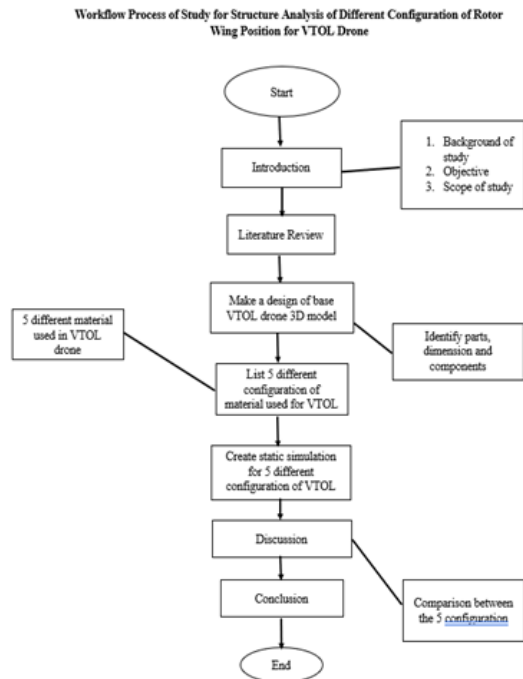 Workflow Process of Study for Structure Analysis of Different Configuration of Rotor
Wing Position for VTOL Drone
Start
Introduction
1. Background of
study
2. Objective
3. Scope of study
Literature Review
Make a design of base
VTOL drone 3D model
Identify parts,
dimension and
components
5 different material
used in VTOL
drone
List 5 different
configuration of
material used for VTOL
Create static simulation
for 5 different
configuration of VTOL
Discussion
Comparison between
the 5 configuration
Conclusion
End